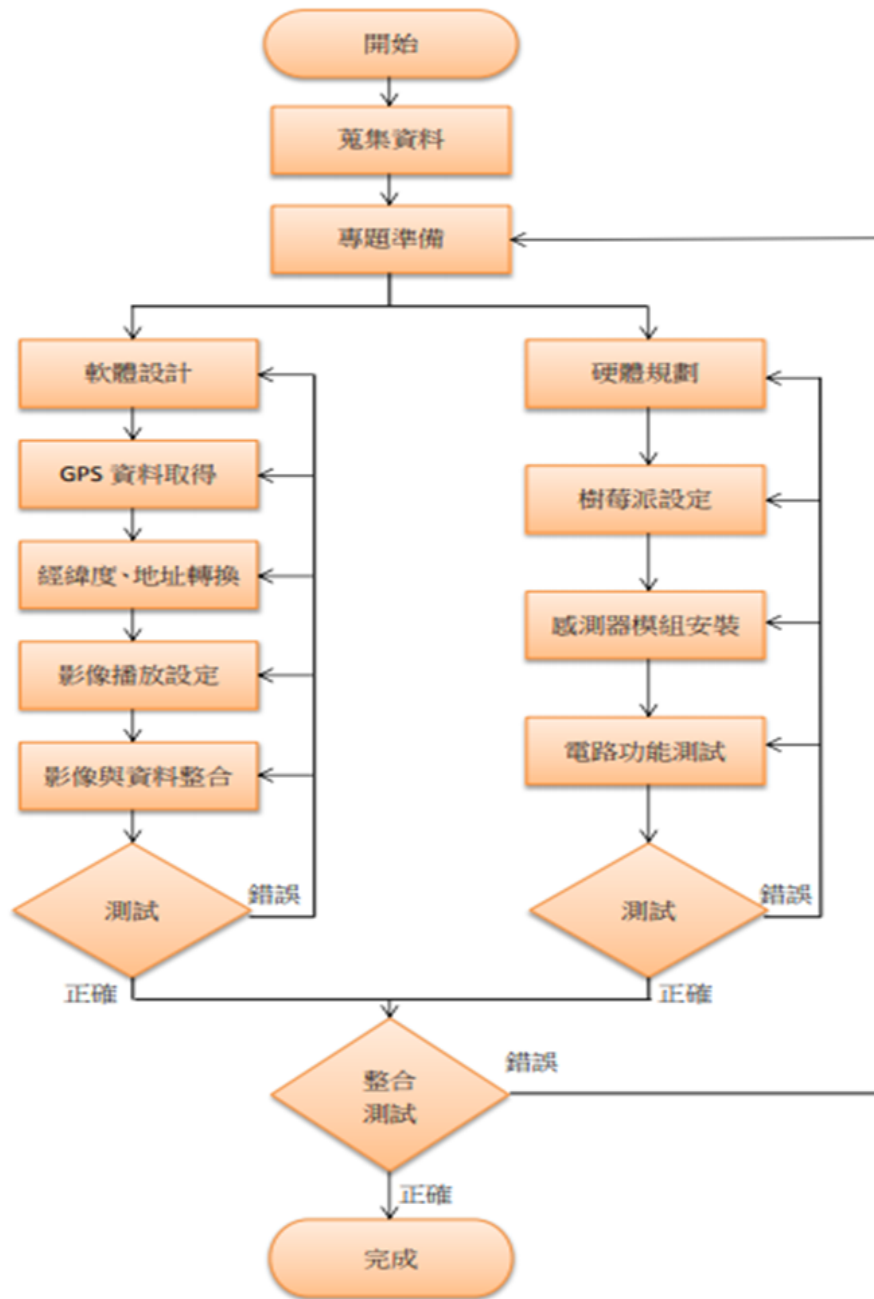 開始
蒐集資料
專題準備
軟體設計
GPS 資料取得
經緯度、地址轉換
影像播放設定
影像與資料整合
測試
錯誤
正確
硬體規劃
樹莓派設定
感測器模組安裝
電路功能測試
測試
錯誤
正確
整合
測試
錯誤
正確
完成